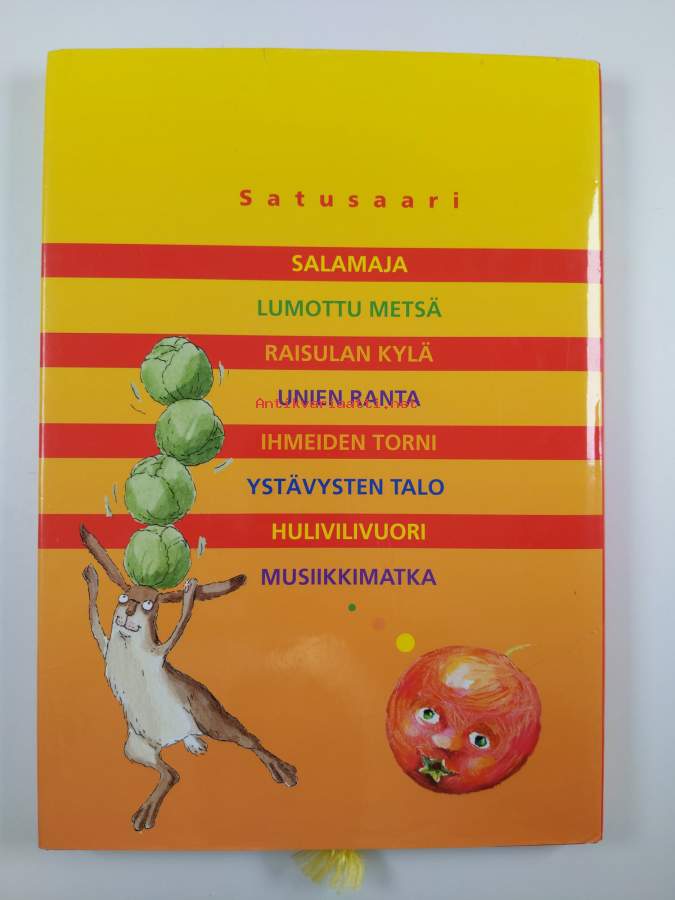 Satusaari
SALAMAJA
LUMOTTU METSÄ
RAISULAN KYLÄ
UNIEN RANTA
Antikvariaatti.net
IHMEIDEN TORNI
YSTÄVYSTEN TALO
HULIVILIVUORI
MUSIIKKIMATKA